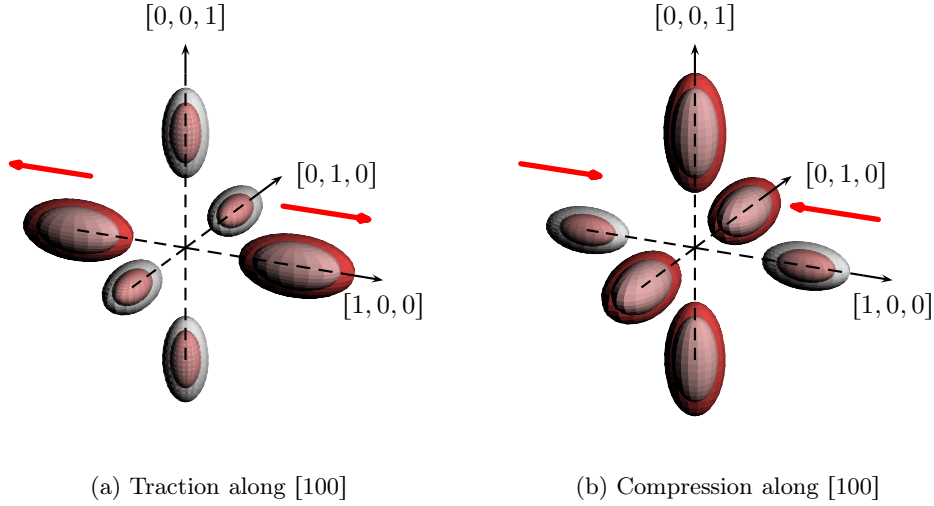 [0, 0, 1]
[0, 1, 0]
[1, 0, 0]
(a) Traction along [100]
[0, 0, 1]
[0, 1, 0]
[1, 0, 0]
(b) Compression along [100]